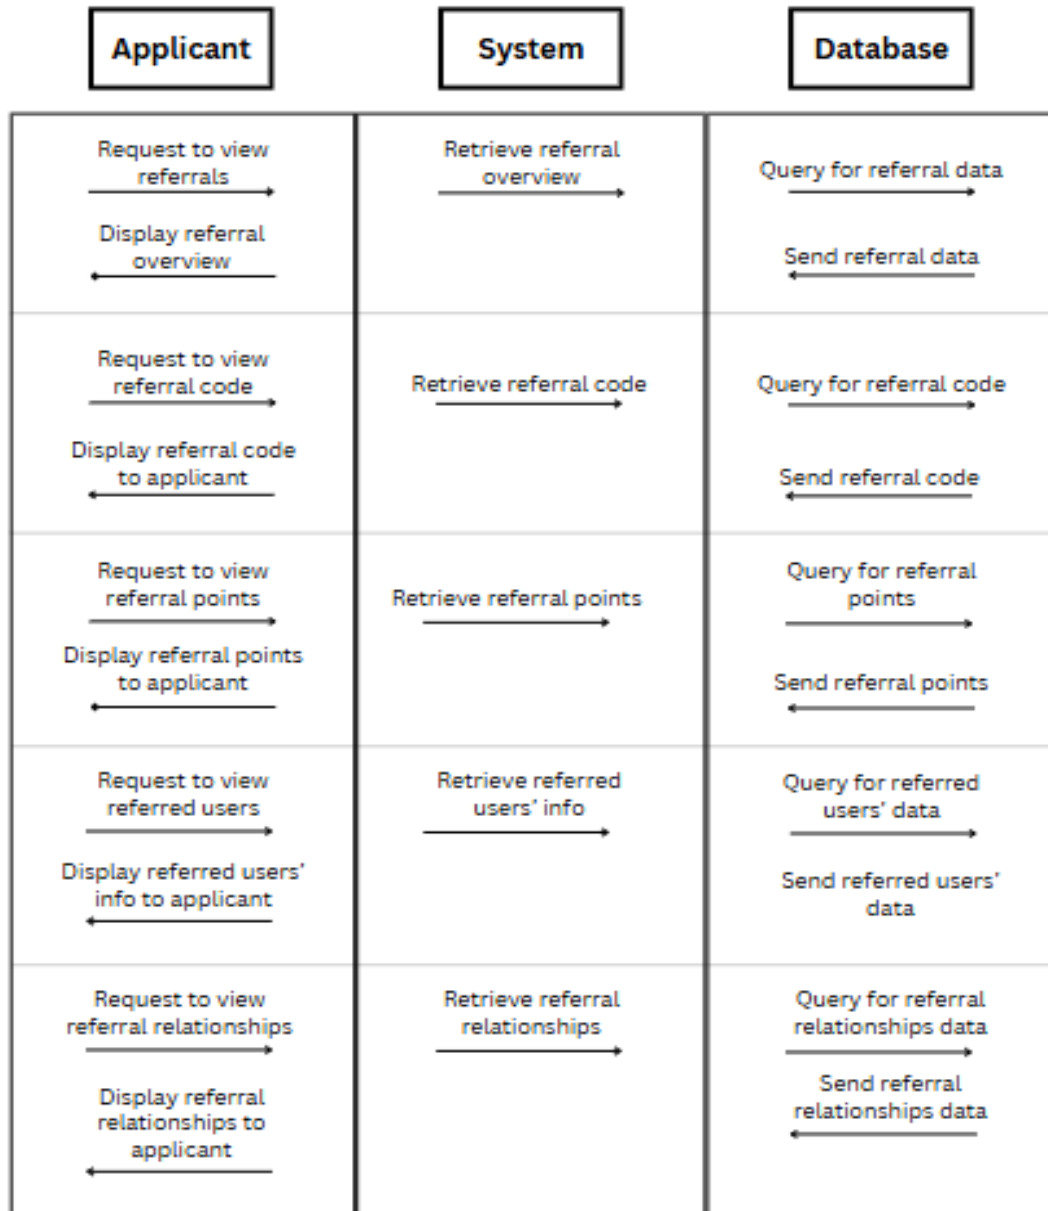 Applicant
System
Database
Request to view
referrals
Retrieve referral
overview
Query for referral data
Display referral
overview
Send referral data
Request to view
referral code
Retrieve referral code
Query for referral code
Display referral code
to applicant
Send referral code
Request to view
referral points
Retrieve referral points
Query for referral
points
Display referral points
to applicant
Send referral points
Request to view
referred users
Retrieve referred
users' info
Query for referred
users' data
Display referred users'
info to applicant
Send referred users'
data
Request to view
referral relationships
Retrieve referral
relationships
Query for referral
relationships data
Display referral
relationships to
applicant
Send referral
relationships data